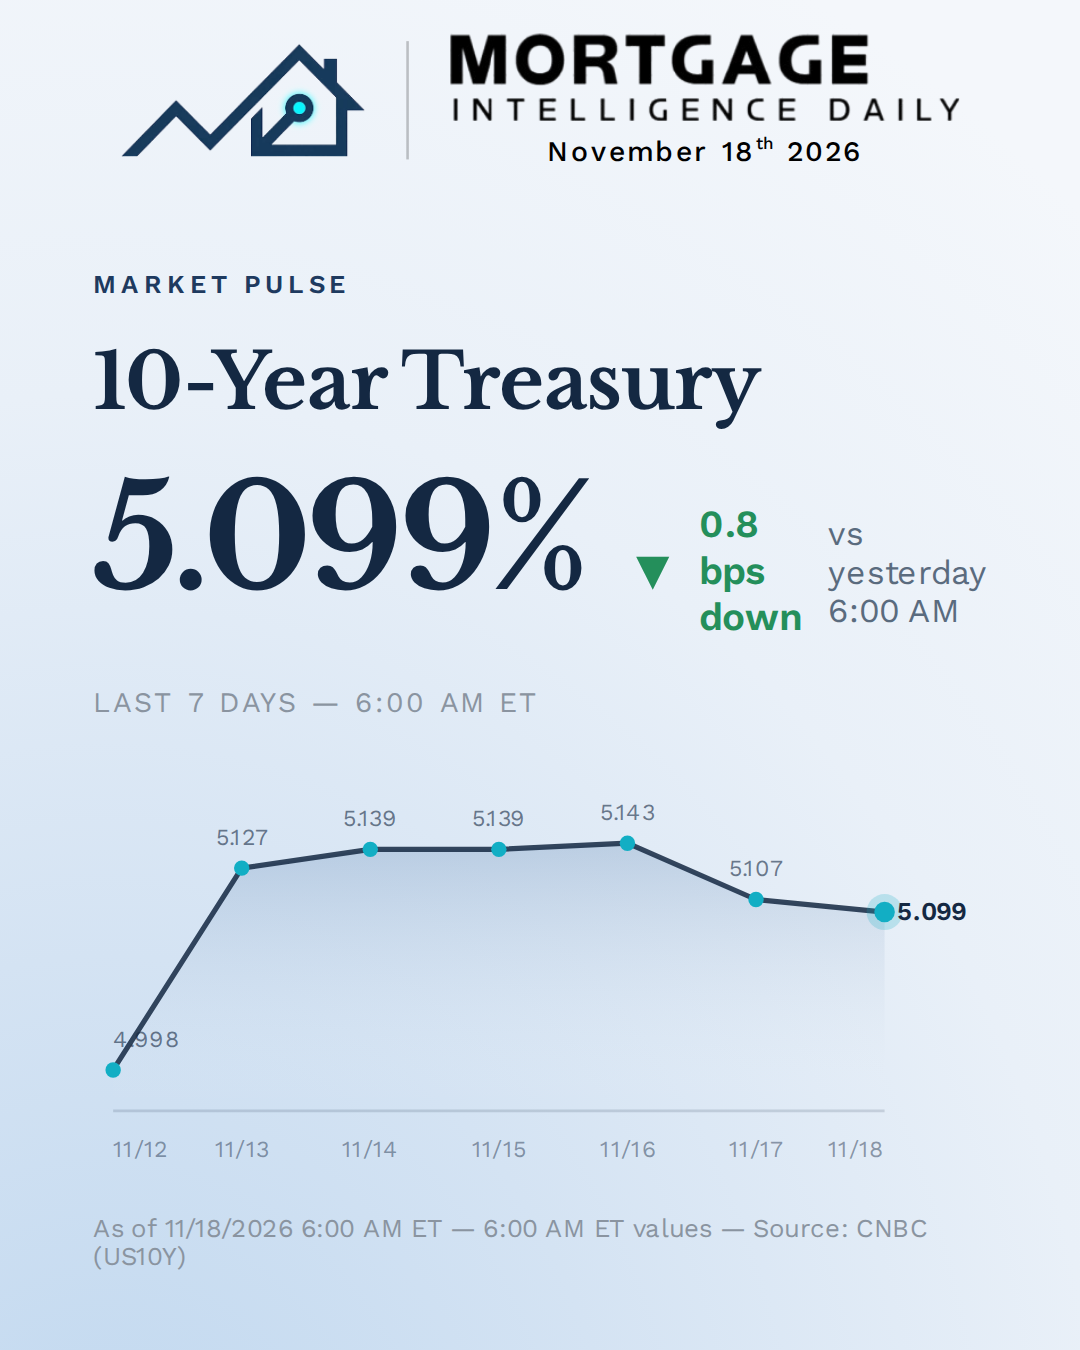 MORTGAGE
INTELLIGENCE DAILY
November 18th 2026
MARKET PULSE
10-Year Treasury
5.099%
▼
0.8
bps
down
vs
yesterday
6:00 AM
LAST 7 DAYS — 6:00 AM ET
4.998
5.127
5.139
5.139
5.143
5.107
5.099
11/12 11/13 11/14 11/15 11/16 11/17 11/18
As of 11/18/2026 6:00 AM ET — 6:00 AM ET values — Source: CNBC
(US10Y)